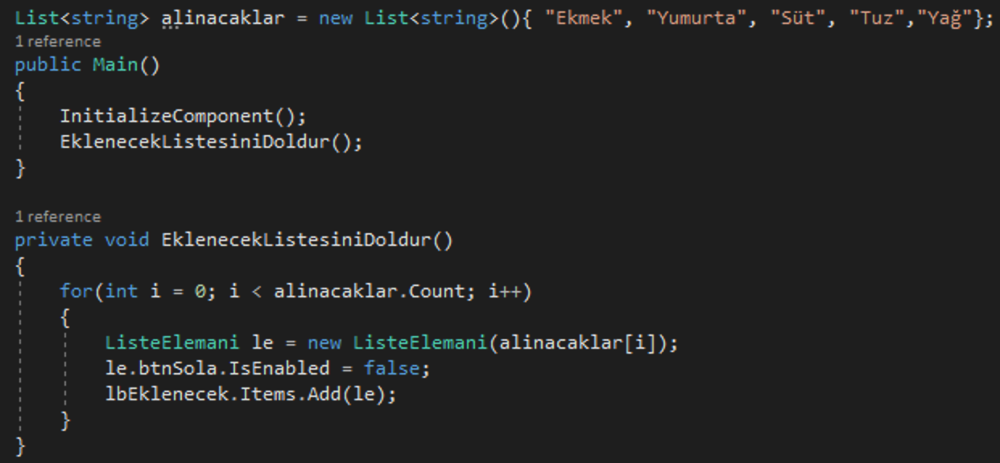 List<string> alinacaklar = new List<string>(){ "Ekmek", "Yumurta", "Süt", "Tuz","Yağ"};
1 reference
public Main()
{
InitializeComponent();
EklenecekListesiniDoldur();
}
1 reference
private void EklenecekListesiniDoldur()
{
for(int i = 0; i < alinacaklar.Count; i++)
{
ListeElemani le = new ListeElemani(alinacaklar[i]);
le.btnSola.IsEnabled = false;
lbEklenecek.Items.Add(le);
}
}